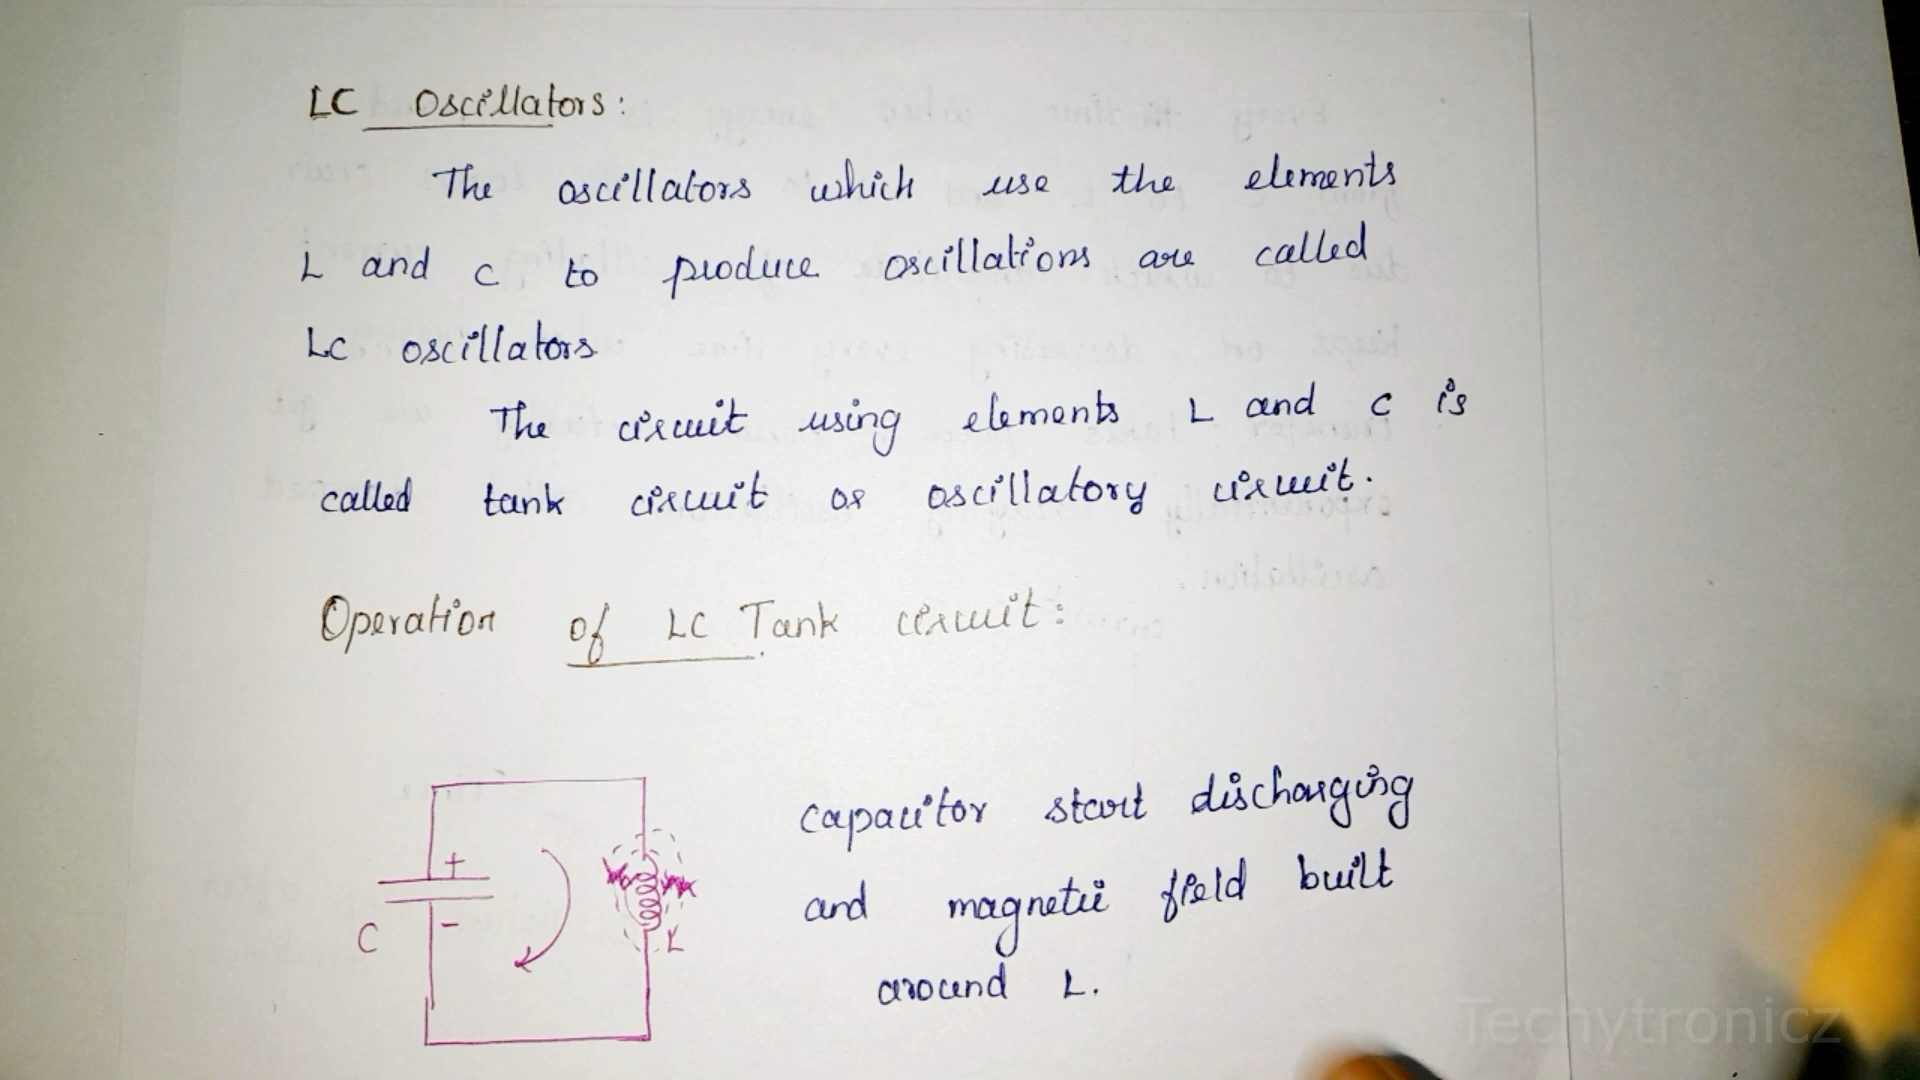 LC Oscillators:
The oscillators which use the elements
L and C to produce oscillations are called
LC oscillators
The circuit using elements L and C is
called tank circuit or oscillatory circuit.
Operation of LC Tank circuit:
capacitor start discharging
and magnetic field built
around L.
+
-
C
L
Techytronicz